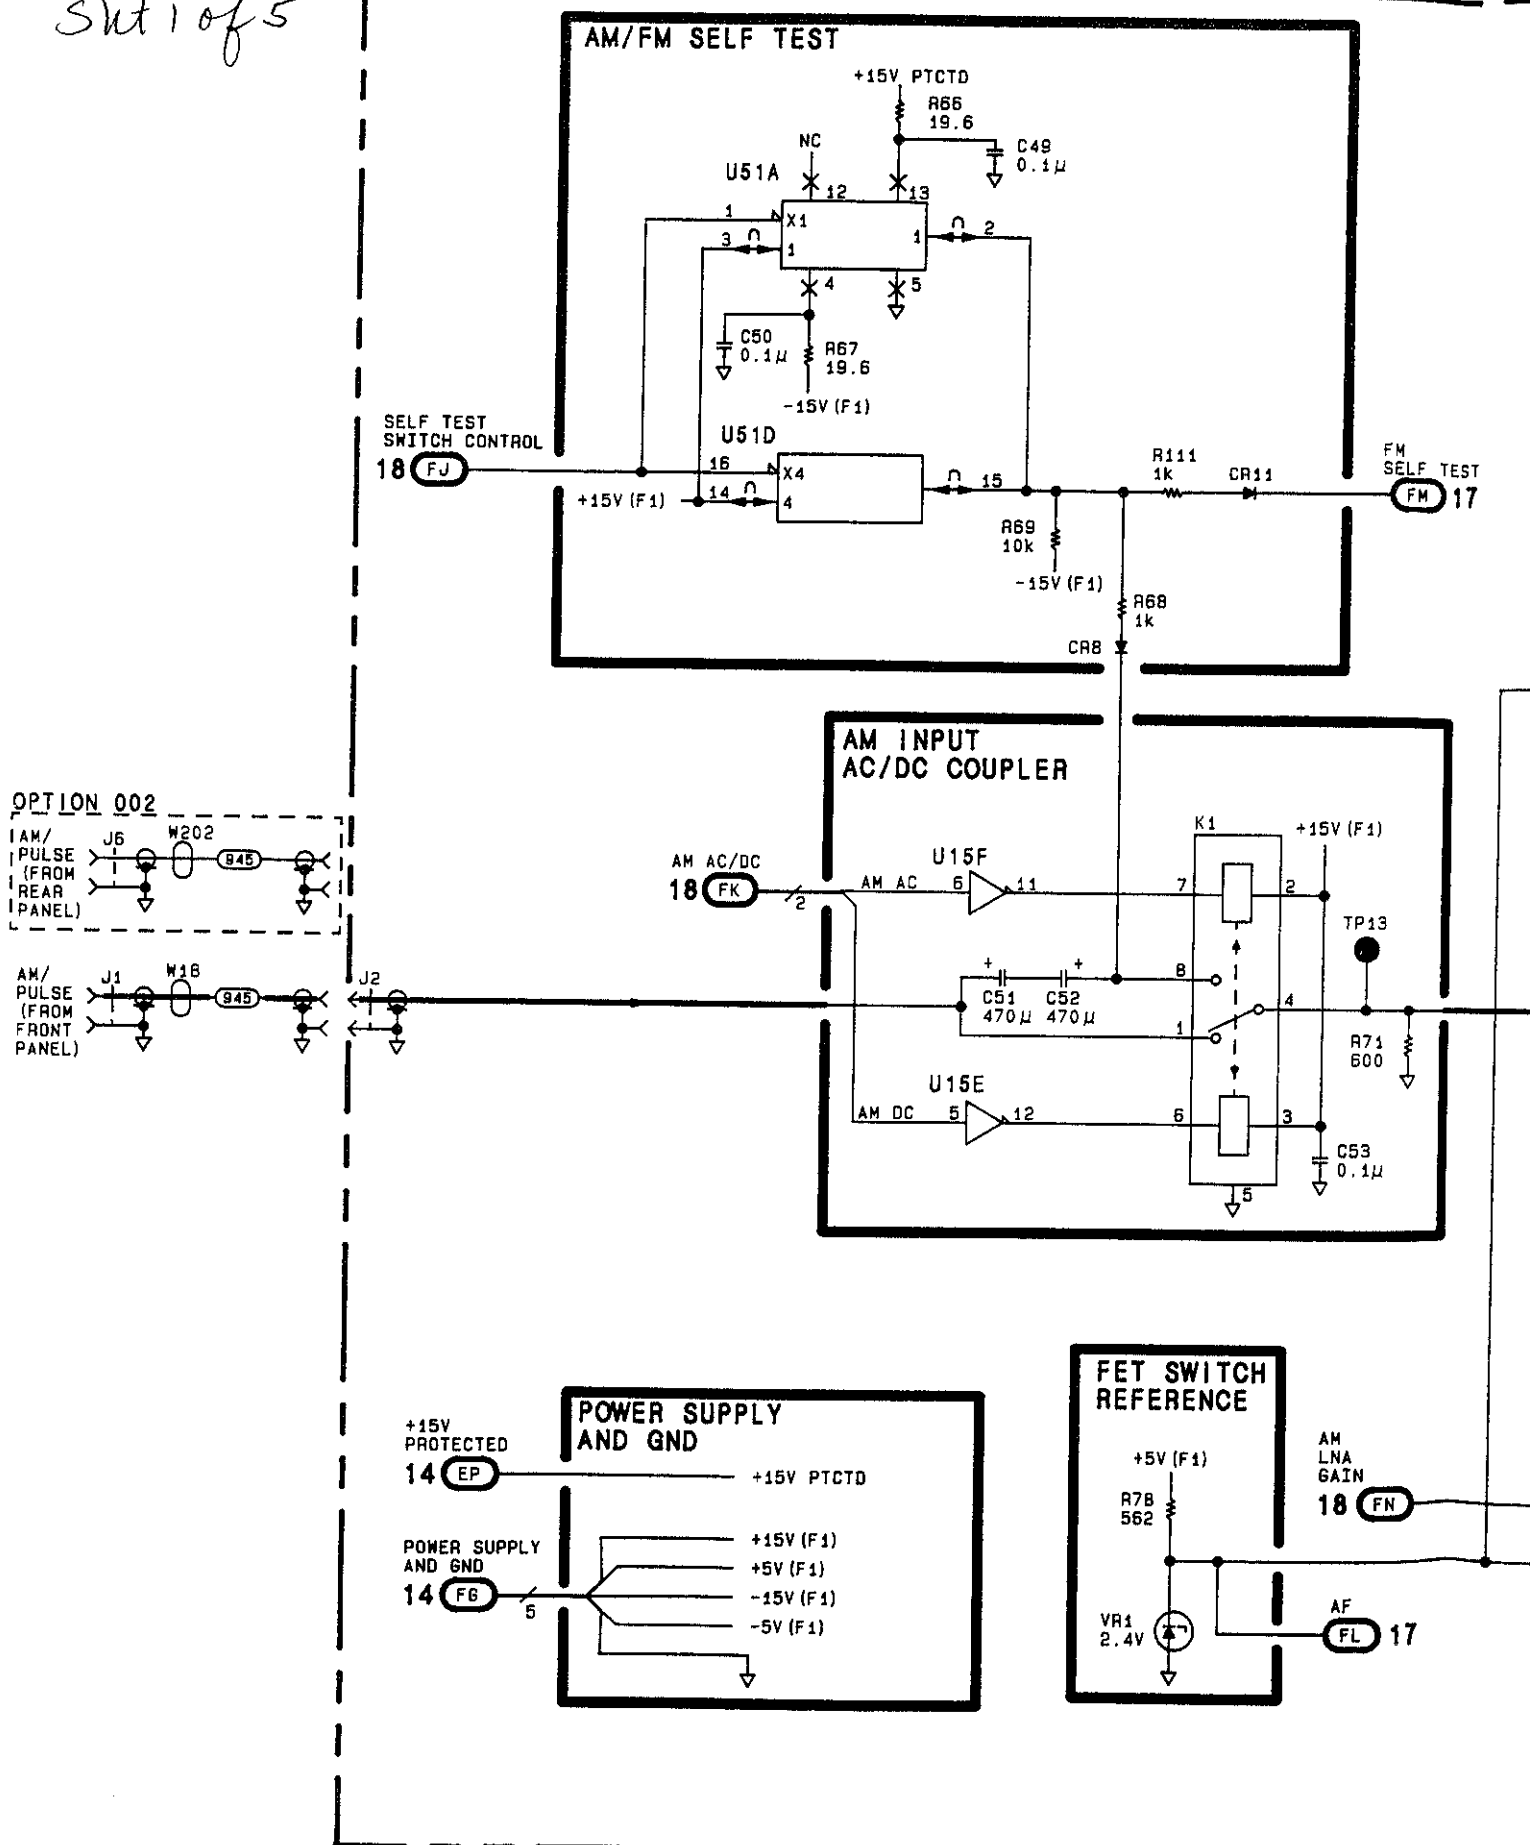 Sht 1 of 5
AM/FM SELF TEST
+15V PTCTD
R66
19.6
C49
0.1µ
NC
U51A
12
13
1
X1
3
1
1
2
4
5
C50
0.1µ
R67
19.6
-15V(F1)
SELF TEST
SWITCH CONTROL
18 FJ
U51D
16
X4
+15V(F1)
14
4
15
R69
10k
-15V(F1)
R111
1k
CR11
FM
SELF TEST
FM 17
R68
1k
CR8
AM INPUT
AC/DC COUPLER
OPTION 002
AM/
PULSE
(FROM
REAR
PANEL)
J6
W202
945
AM AC/DC
18 FK
2
AM AC
U15F
6
11
K1
+15V(F1)
7
2
TP13
AM/
PULSE
(FROM
FRONT
PANEL)
J1
W18
945
J2
+
+
C51
470µ
C52
470µ
8
1
4
R71
600
U15E
AM DC
5
12
6
3
C53
0.1µ
5
POWER SUPPLY
AND GND
+15V
PROTECTED
14 EP
+15V PTCTD
POWER SUPPLY
AND GND
14 FG
5
+15V(F1)
+5V(F1)
-15V(F1)
-5V(F1)
FET SWITCH
REFERENCE
+5V(F1)
R78
562
VR1
2.4V
AM
LNA
GAIN
18 FN
AF
FL 17